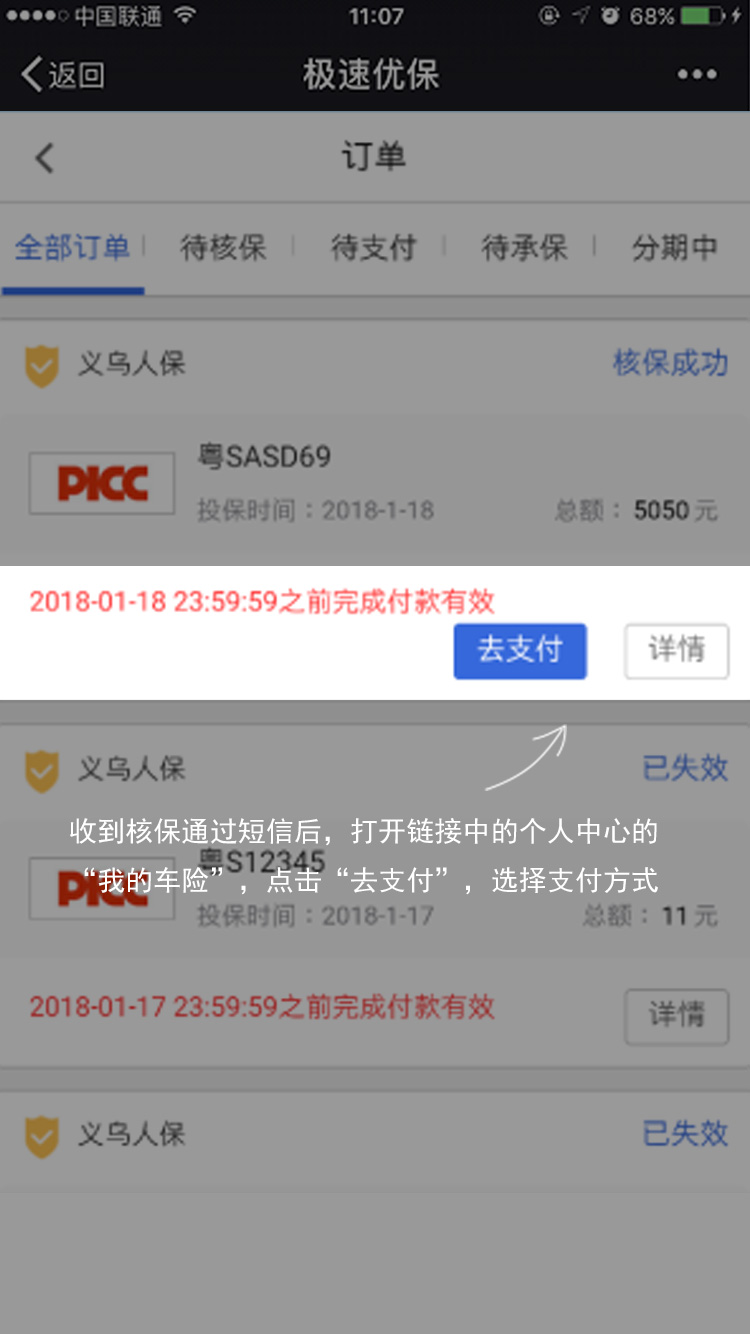 中国联通 11:07 68%
返回 极速优保
订单
全部订单 待核保 待支付 待承保 分期中
义乌人保 核保成功
PICC
粤SASD69
投保时间：2018-1-18 总额：5050元
2018-01-18 23:59:59之前完成付款有效
去支付 详情
义乌人保 已失效
收到核保通过短信后，打开链接中的个人中心的
“我的车险”，点击“去支付”，选择支付方式
PICC
粤S12345
投保时间：2018-1-17 总额：11元
2018-01-17 23:59:59之前完成付款有效
详情
义乌人保 已失效